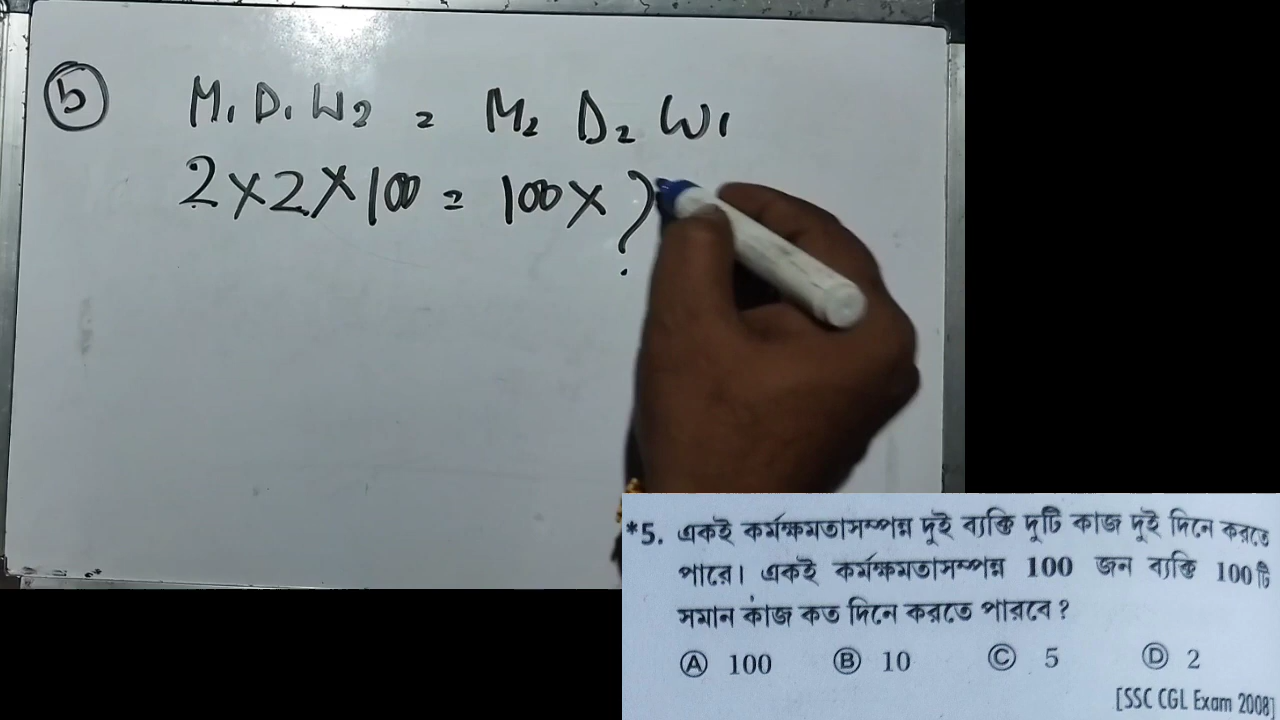 b M₁ D₁ W₂ = M₂ D₂ W₁
2 × 2 × 100 = 100 × ?
*5. একই কর্মক্ষমতাসম্পন্ন দুই ব্যক্তি দুটি কাজ দুই দিনে করতে
পারে। একই কর্মক্ষমতাসম্পন্ন 100 জন ব্যক্তি 100টি
সমান কাজ কত দিনে করতে পারবে ?
Ⓐ 100 Ⓑ 10 Ⓒ 5 Ⓓ 2
[SSC CGL Exam 2008]